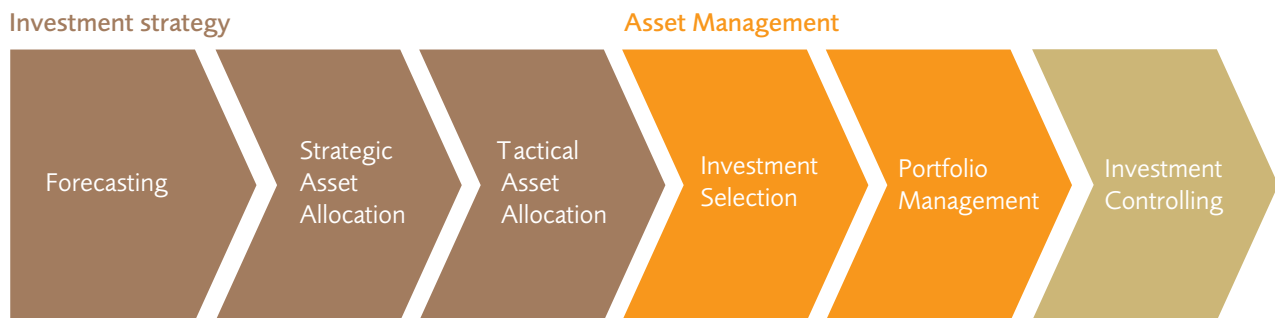 Investment strategy
Asset Management
Forecasting
Strategic
Asset
Allocation
Tactical
Asset
Allocation
Investment
Selection
Portfolio
Management
Investment
Controlling